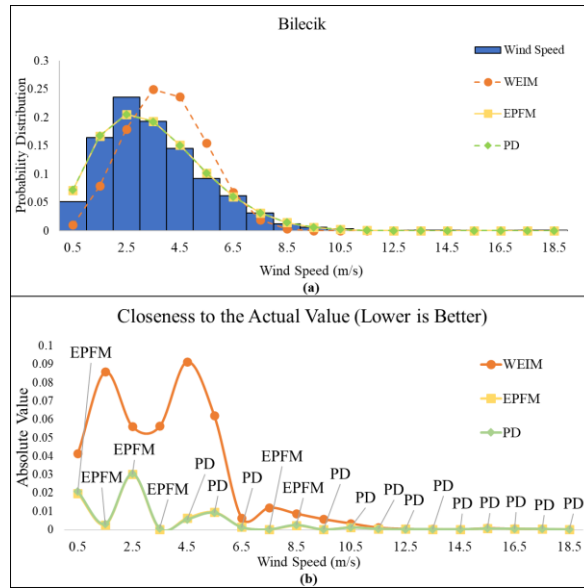 Bilecik
0.3
0.25
0.2
0.15
0.1
0.05
0
Probability Distribution
Wind Speed
WEIM
EPFM
PD
0.5 2.5 4.5 6.5 8.5 10.5 12.5 14.5 16.5 18.5
Wind Speed (m/s)
(a)
Closeness to the Actual Value (Lower is Better)
0.1
0.09
0.08
0.07
0.06
0.05
0.04
0.03
0.02
0.01
0
Absolute Value
WEIM
EPFM
PD
EPFM
EPFM
EPFM
EPFM
PD
PD
PD
EPFM
EPFM
PD
PD
PD
PD
PD
PD
PD
PD
PD
PD
0.5 2.5 4.5 6.5 8.5 10.5 12.5 14.5 16.5 18.5
Wind Speed (m/s)
(b)